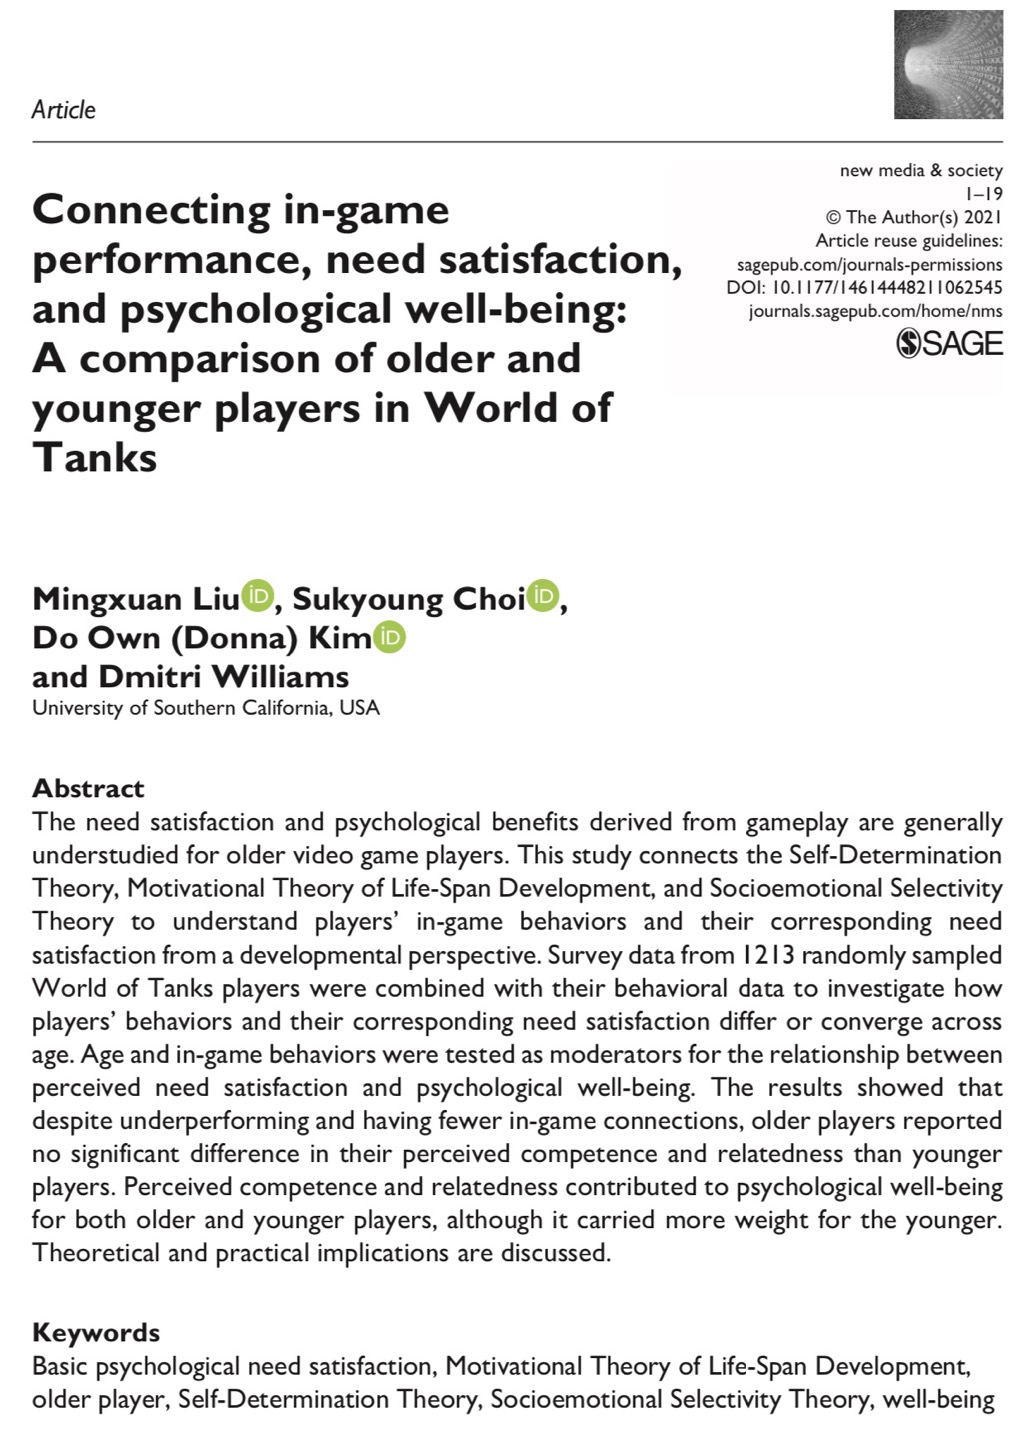 Article
new media & society
1–19
© The Author(s) 2021
Article reuse guidelines:
sagepub.com/journals-permissions
DOI: 10.1177/14614448211062545
journals.sagepub.com/home/nms
SAGE
Connecting in-game
performance, need satisfaction,
and psychological well-being:
A comparison of older and
younger players in World of
Tanks
Mingxuan Liu iD, Sukyoung Choi iD,
Do Own (Donna) Kim iD
and Dmitri Williams
University of Southern California, USA
Abstract
The need satisfaction and psychological benefits derived from gameplay are generally
understudied for older video game players. This study connects the Self-Determination
Theory, Motivational Theory of Life-Span Development, and Socioemotional Selectivity
Theory to understand players’ in-game behaviors and their corresponding need
satisfaction from a developmental perspective. Survey data from 1213 randomly sampled
World of Tanks players were combined with their behavioral data to investigate how
players’ behaviors and their corresponding need satisfaction differ or converge across
age. Age and in-game behaviors were tested as moderators for the relationship between
perceived need satisfaction and psychological well-being. The results showed that
despite underperforming and having fewer in-game connections, older players reported
no significant difference in their perceived competence and relatedness than younger
players. Perceived competence and relatedness contributed to psychological well-being
for both older and younger players, although it carried more weight for the younger.
Theoretical and practical implications are discussed.
Keywords
Basic psychological need satisfaction, Motivational Theory of Life-Span Development,
older player, Self-Determination Theory, Socioemotional Selectivity Theory, well-being